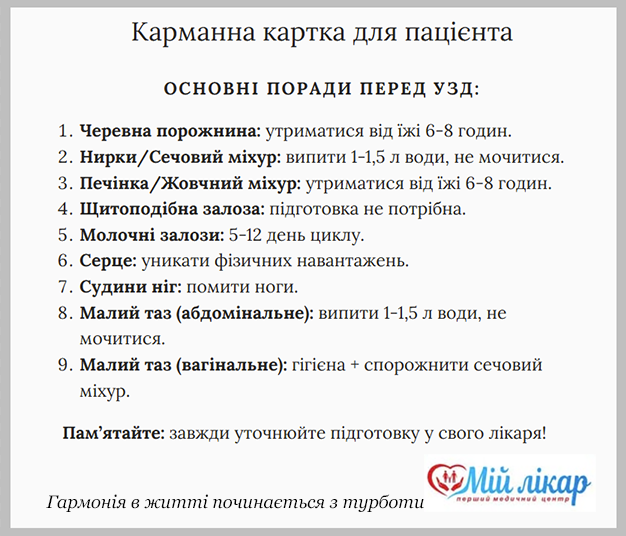 Карманна картка для пацієнта
ОСНОВНІ ПОРАДИ ПЕРЕД УЗД:
1. Черевна порожнина: утриматися від їжі 6-8 годин.
2. Нирки/Сечовий міхур: випити 1-1,5 л води, не мочитися.
3. Печінка/Жовчний міхур: утриматися від їжі 6-8 годин.
4. Щитоподібна залоза: підготовка не потрібна.
5. Молочні залози: 5-12 день циклу.
6. Серце: уникати фізичних навантажень.
7. Судини ніг: помити ноги.
8. Малий таз (абдомінальне): випити 1-1,5 л води, не
мочитися.
9. Малий таз (вагінальне): гігієна + спорожнити сечовий
міхур.
Пам’ятайте: завжди уточнюйте підготовку у свого лікаря!
Мій лікар
перший медичний центр
Гармонія в житті починається з турботи